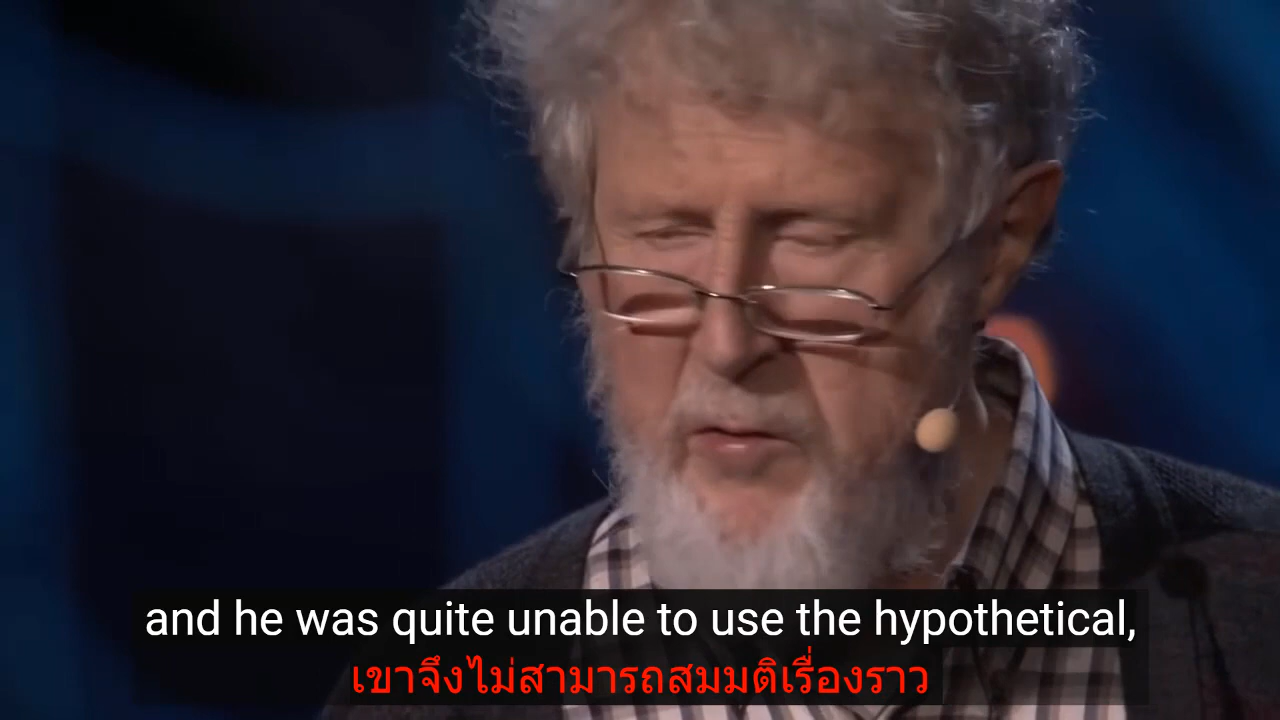 and he was quite unable to use the hypothetical,
เขาจึงไม่สามารถสมมติเรื่องราว